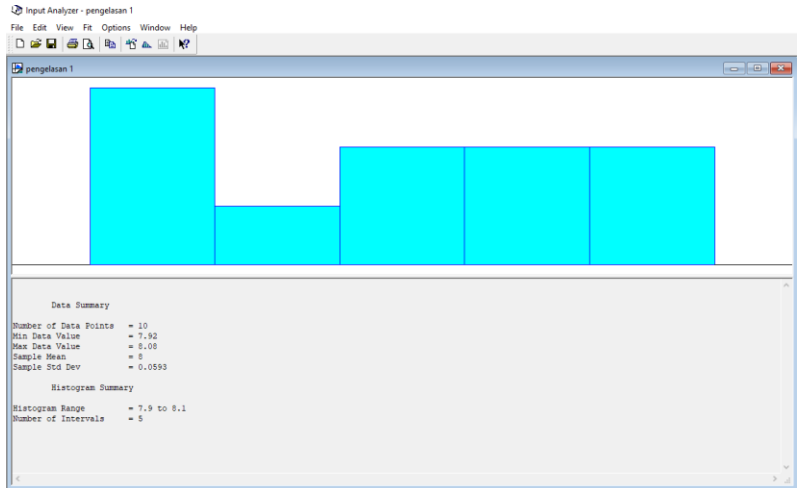 Input Analyzer - pengelasan 1
File Edit View Fit Options Window Help
pengelasan 1
Data Summary
Number of Data Points = 10
Min Data Value = 7.92
Max Data Value = 8.08
Sample Mean = 8
Sample Std Dev = 0.0593
Histogram Summary
Histogram Range = 7.9 to 8.1
Number of Intervals = 5